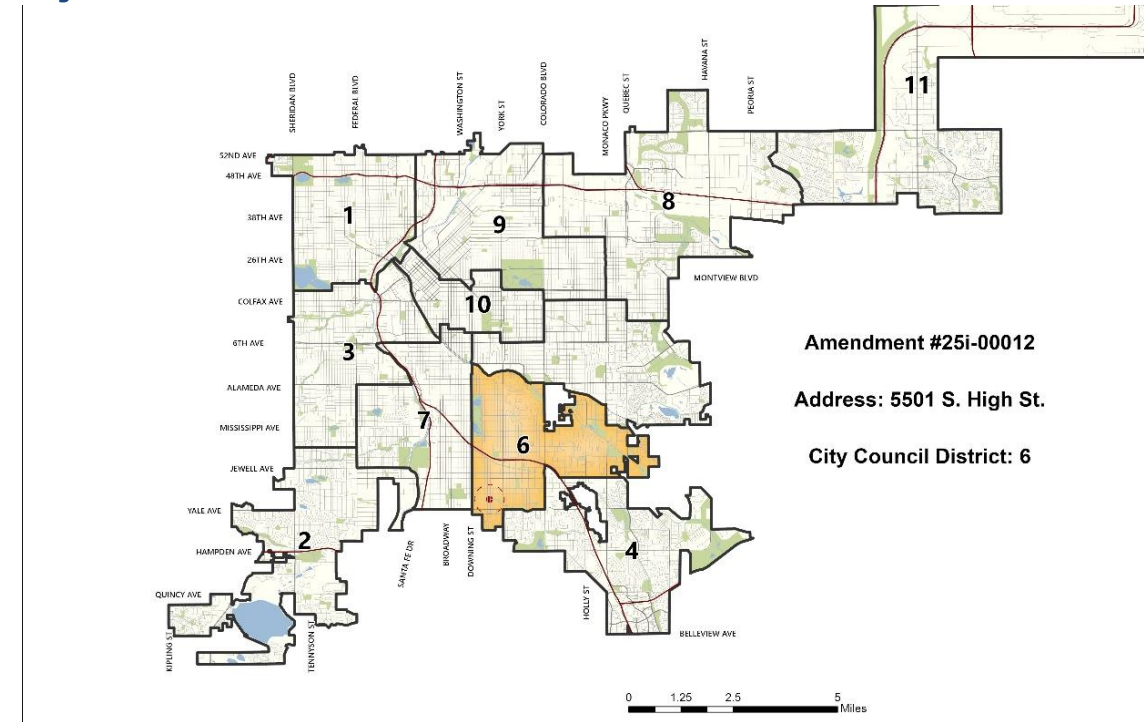 SHERIDAN BLVD
FEDERAL BLVD
WASHINGTON ST
YORK ST
COLORADO BLVD
MONACO PKWY
QUEBEC ST
HAVANA ST
PEORIA ST
11
52ND AVE
48TH AVE
38TH AVE
26TH AVE
COLFAX AVE
6TH AVE
ALAMEDA AVE
MISSISSIPPI AVE
JEWELL AVE
YALE AVE
HAMPDEN AVE
QUINCY AVE
1
9
8
10
3
7
6
2
4
MONTVIEW BLVD
Amendment #25i-00012
Address: 5501 S. High St.
City Council District: 6
SANTA FE DR
BROADWAY
DOWNING ST
HOLLY ST
BELLEVIEW AVE
KIPLING ST
TENNYSON ST
0 1.25 2.5 5
Miles